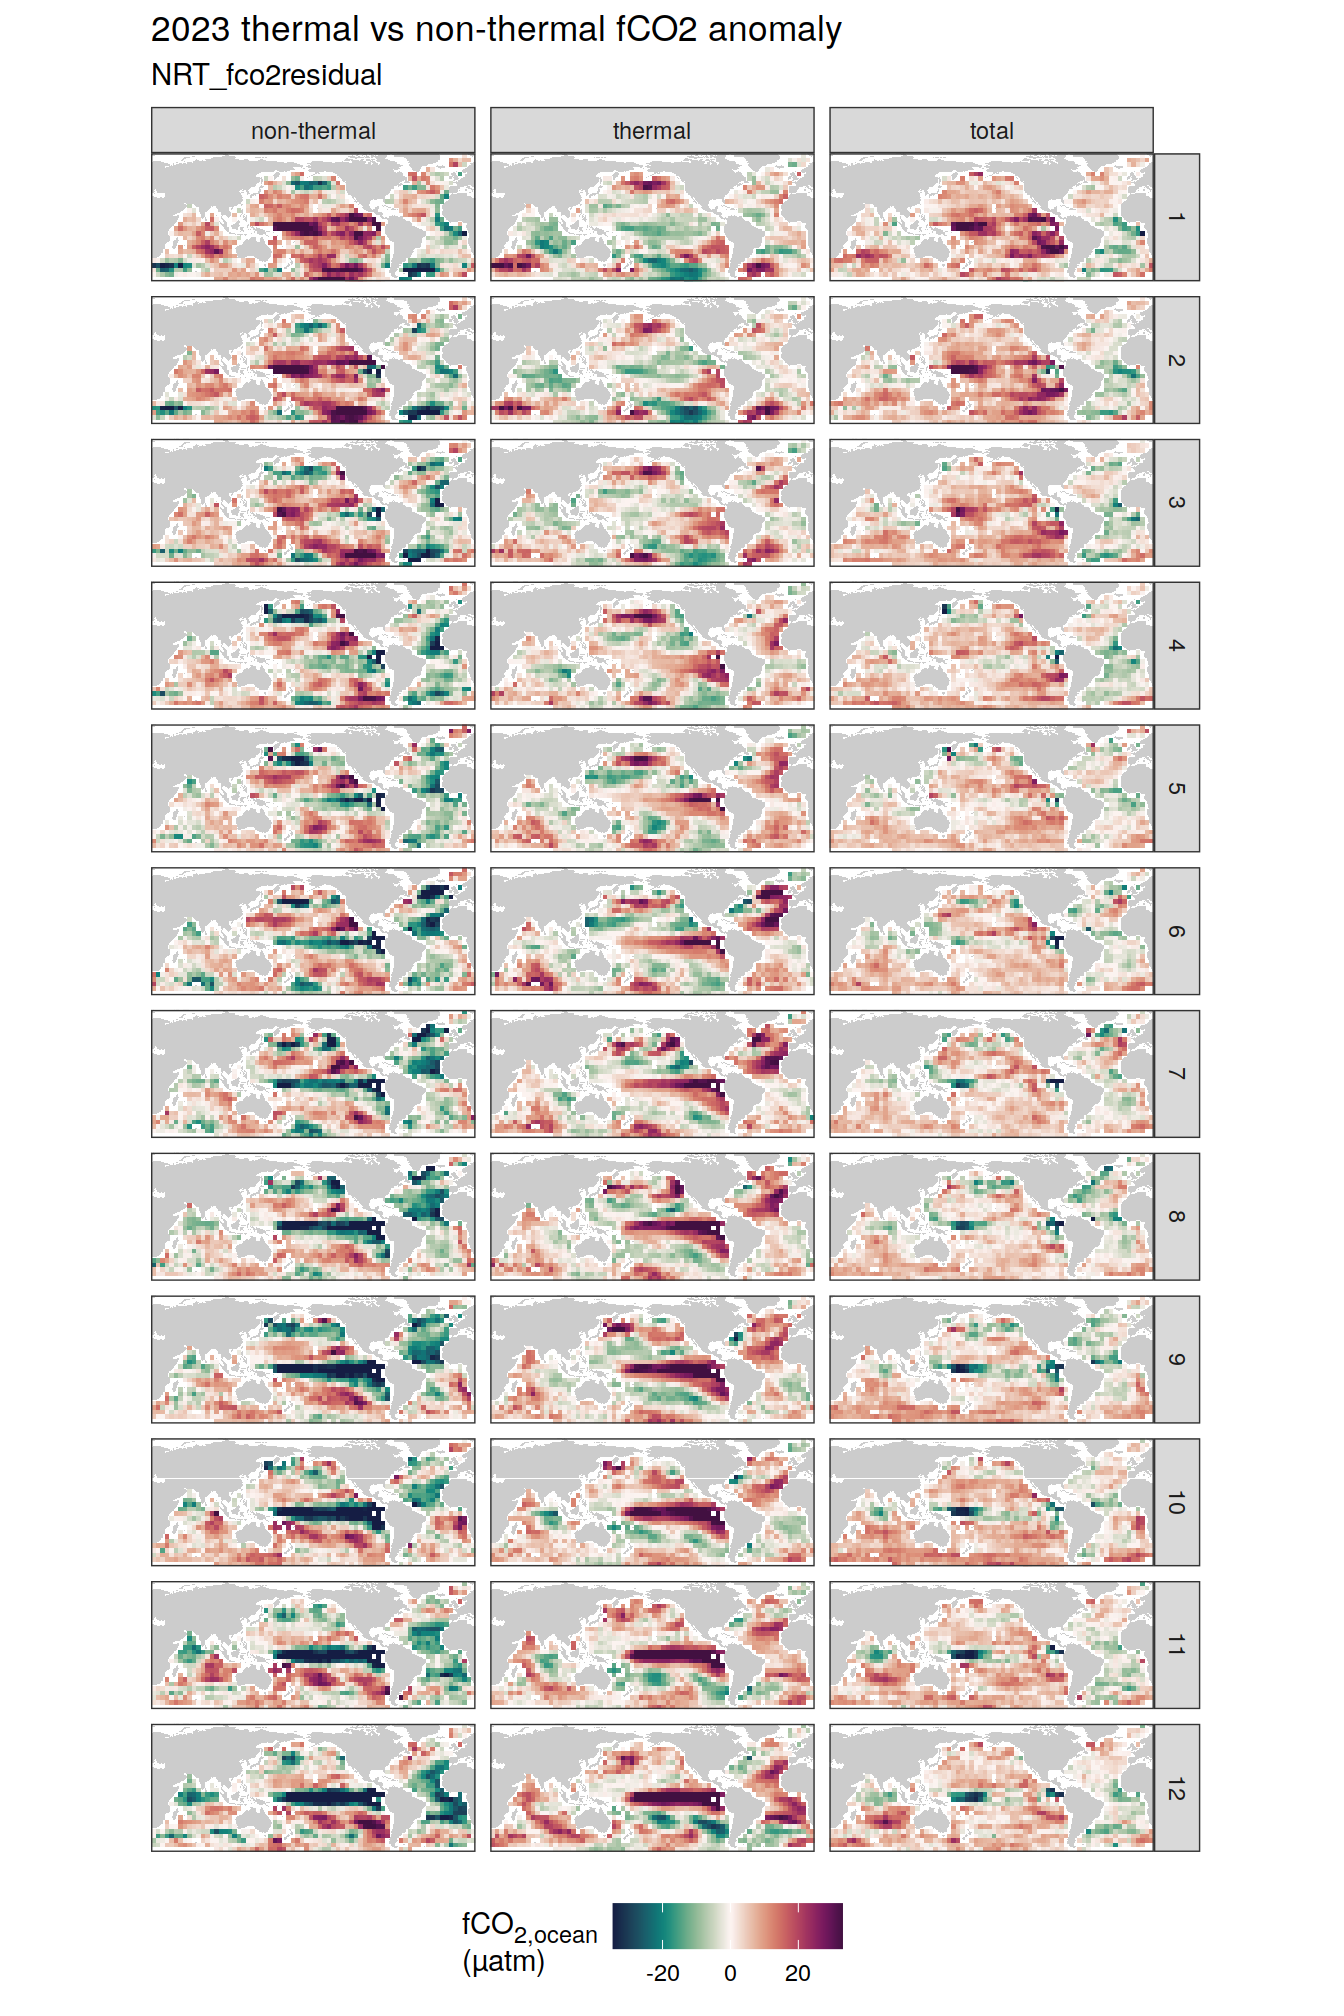 2023 thermal vs non-thermal fCO2 anomaly
NRT_fco2residual
non-thermal thermal total
1
2
3
4
5
6
7
8
9
10
11
12
fCO2,ocean
(µatm)
-20 0 20